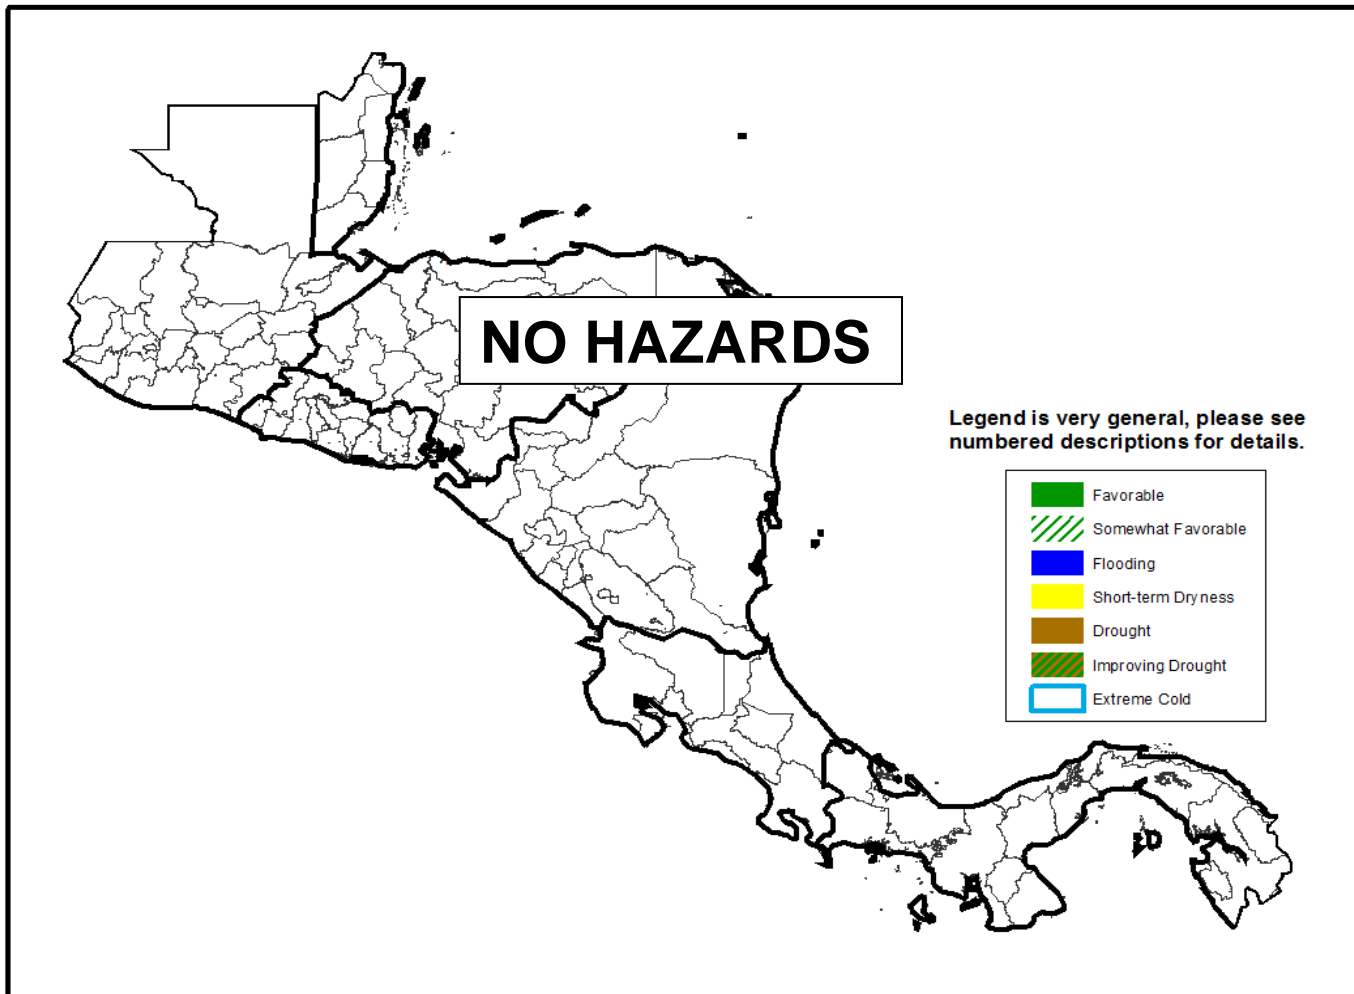 NO HAZARDS
Legend is very general, please see
numbered descriptions for details.
Favorable
Somewhat Favorable
Flooding
Short-term Dryness
Drought
Improving Drought
Extreme Cold